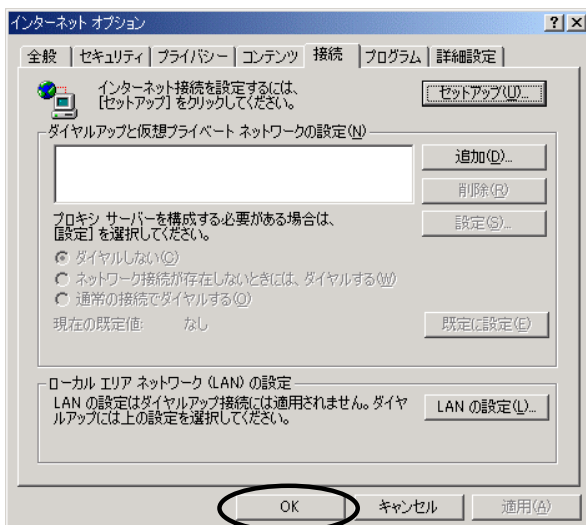 インターネット オプション
全般
セキュリティ
プライバシー
コンテンツ
接続
プログラム
詳細設定
インターネット接続を設定するには、
[セットアップ] をクリックしてください。
セットアップ(U)...
ダイヤルアップと仮想プライベート ネットワークの設定(N)
追加(D)...
削除(R)
プロキシ サーバーを構成する必要がある場合は、
[設定] を選択してください。
設定(S)...
ダイヤルしない(C)
ネットワーク接続が存在しないときには、ダイヤルする(W)
通常の接続でダイヤルする(O)
現在の既定値: なし
既定に設定(E)
ローカル エリア ネットワーク (LAN) の設定
LAN の設定はダイヤルアップ接続には適用されません。ダイヤ
ルアップには上の設定を選択してください。
LAN の設定(L)...
OK
キャンセル
適用(A)